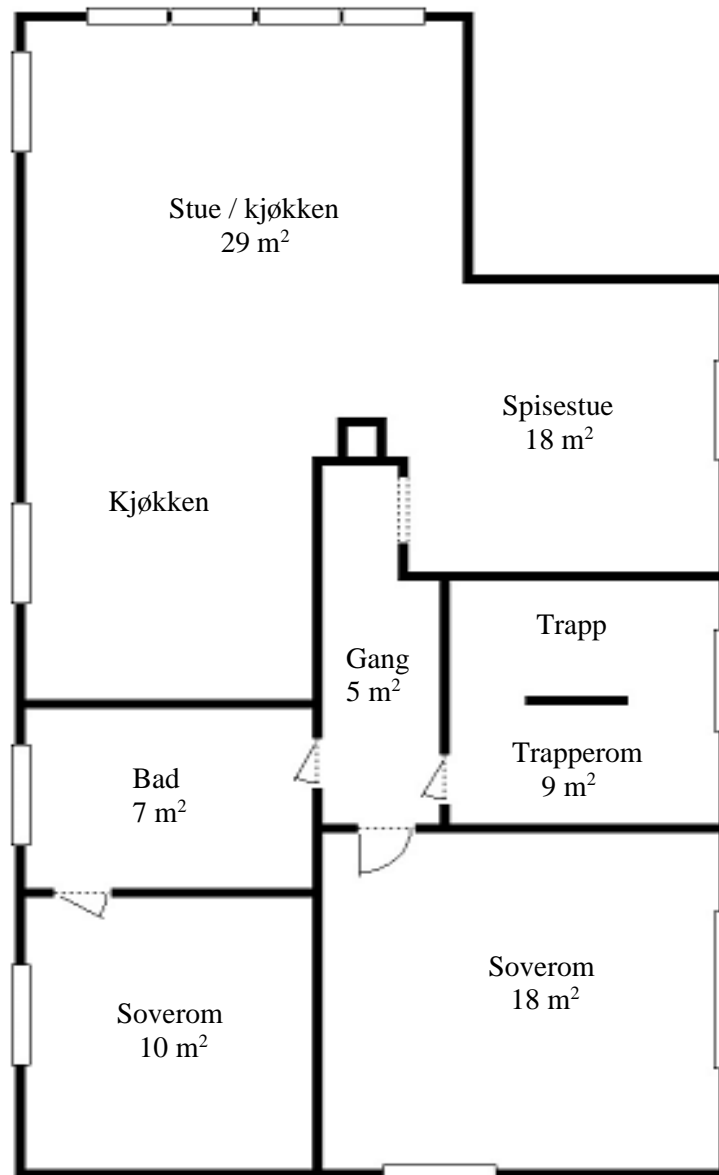 Stue / kjøkken
29 m²
Spisestue
18 m²
Kjøkken
Trapp
Gang
5 m²
Trapperom
9 m²
Bad
7 m²
Soverom
18 m²
Soverom
10 m²